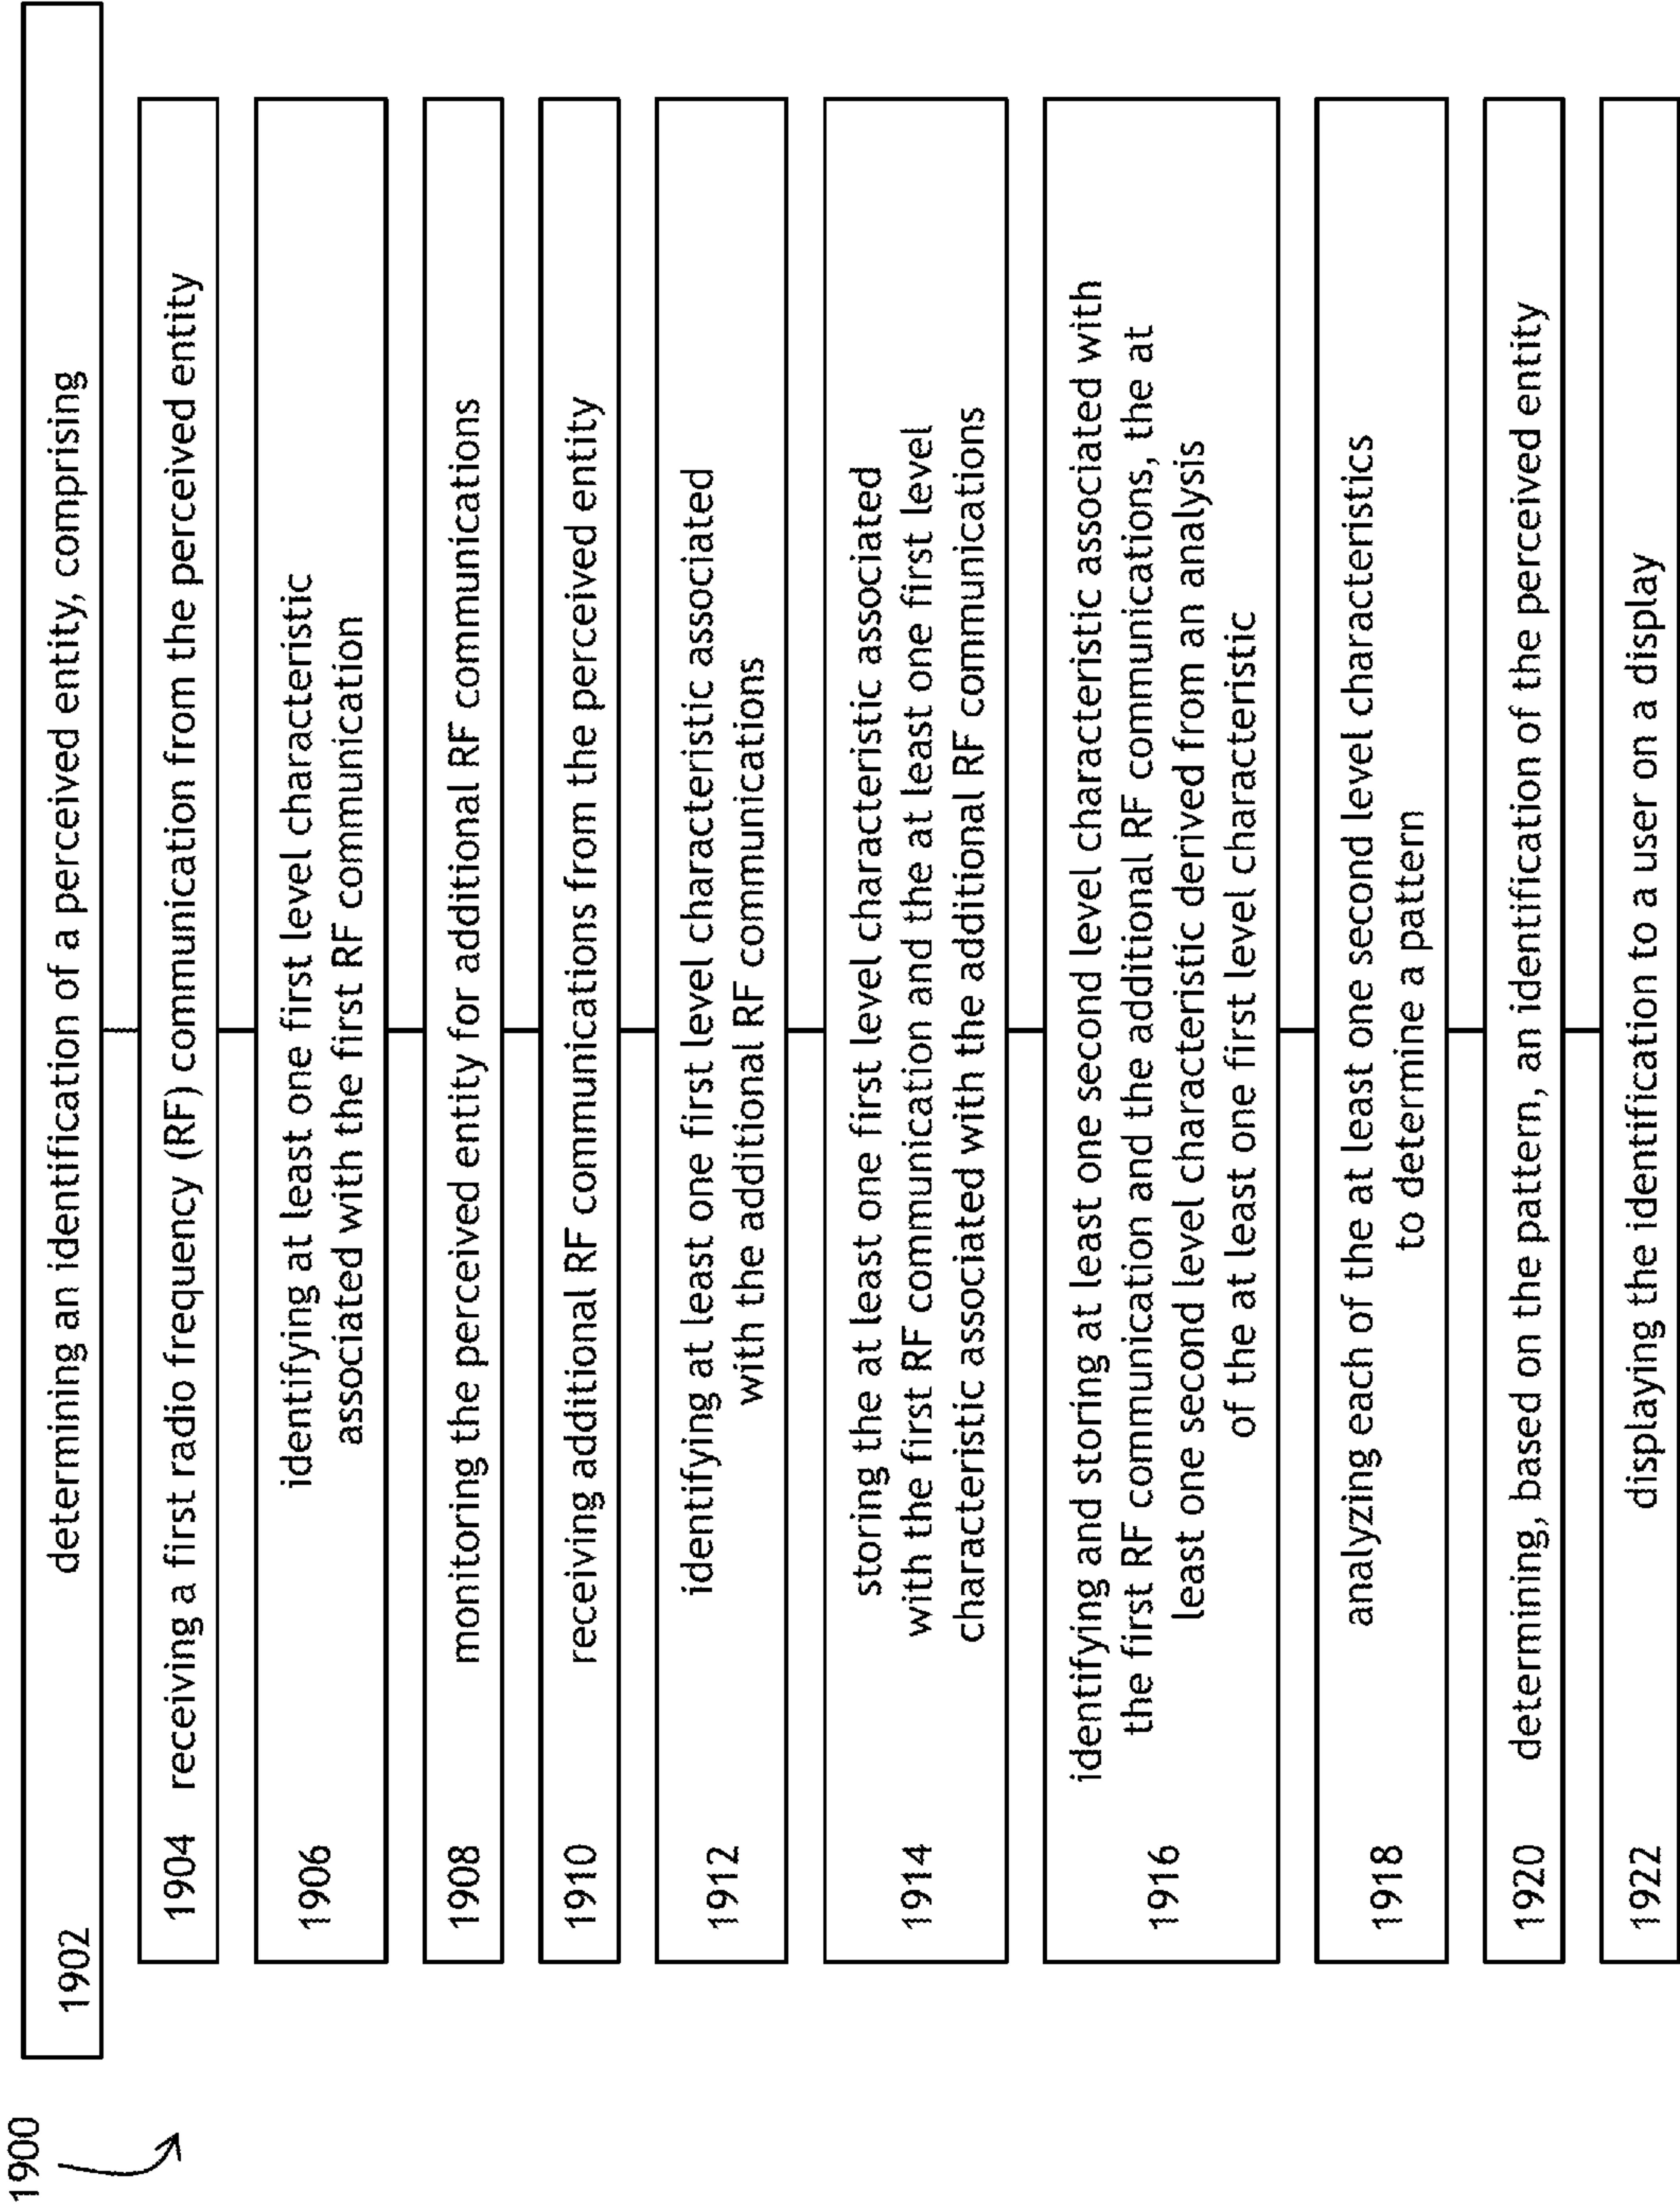 1900
1902 determining an identification of a perceived entity, comprising
1904 receiving a first radio frequency (RF) communication from the perceived entity
1906 identifying at least one first level characteristic
associated with the first RF communication
1908 monitoring the perceived entity for additional RF communications
1910 receiving additional RF communications from the perceived entity
1912 identifying at least one first level characteristic associated
with the additional RF communications
1914 storing the at least one first level characteristic associated
with the first RF communication and the at least one first level
characteristic associated with the additional RF communications
1916 identifying and storing at least one second level characteristic associated with
the first RF communication and the additional RF communications, the at
least one second level characteristic derived from an analysis
of the at least one first level characteristic
1918 analyzing each of the at least one second level characteristics
to determine a pattern
1920 determining, based on the pattern, an identification of the perceived entity
1922 displaying the identification to a user on a display